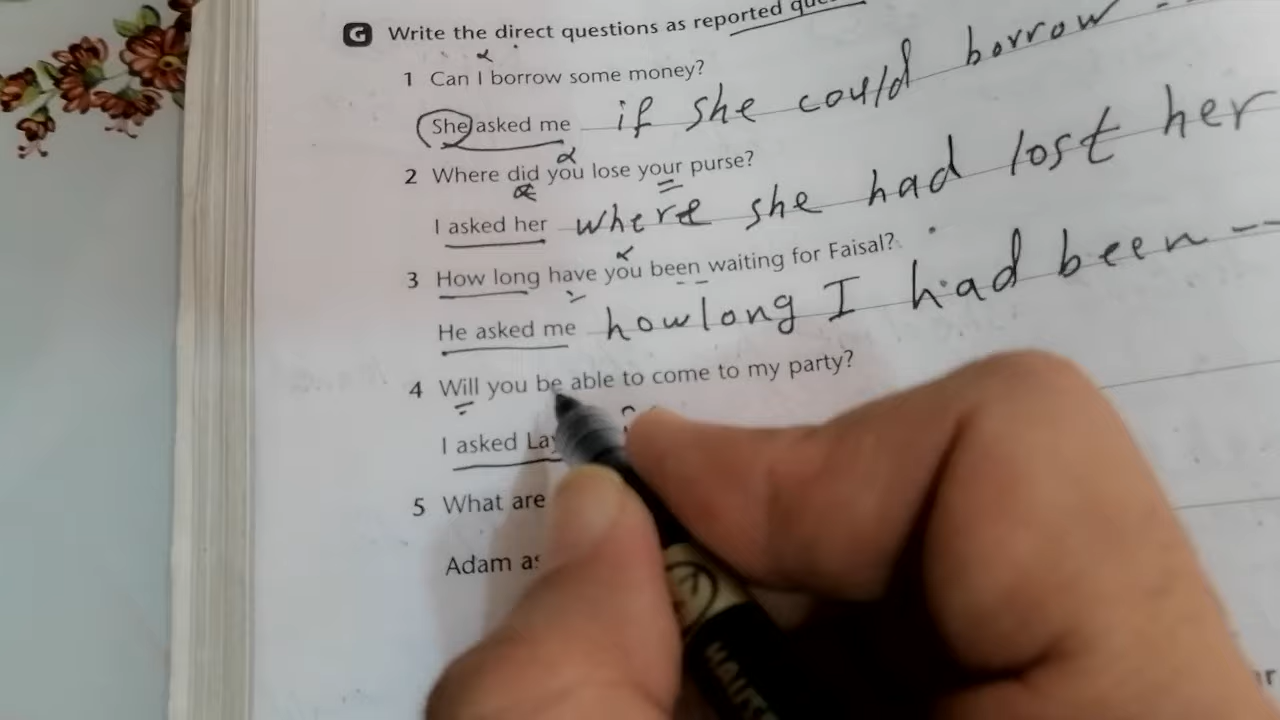 G Write the direct questions as reported
1 Can I borrow some money?
She asked me if she could borrow --
2 Where did you lose your purse?
I asked her where she had lost her
3 How long have you been waiting for Faisal?
He asked me how long I had been --
4 Will you be able to come to my party?
I asked
5 What are
Adam